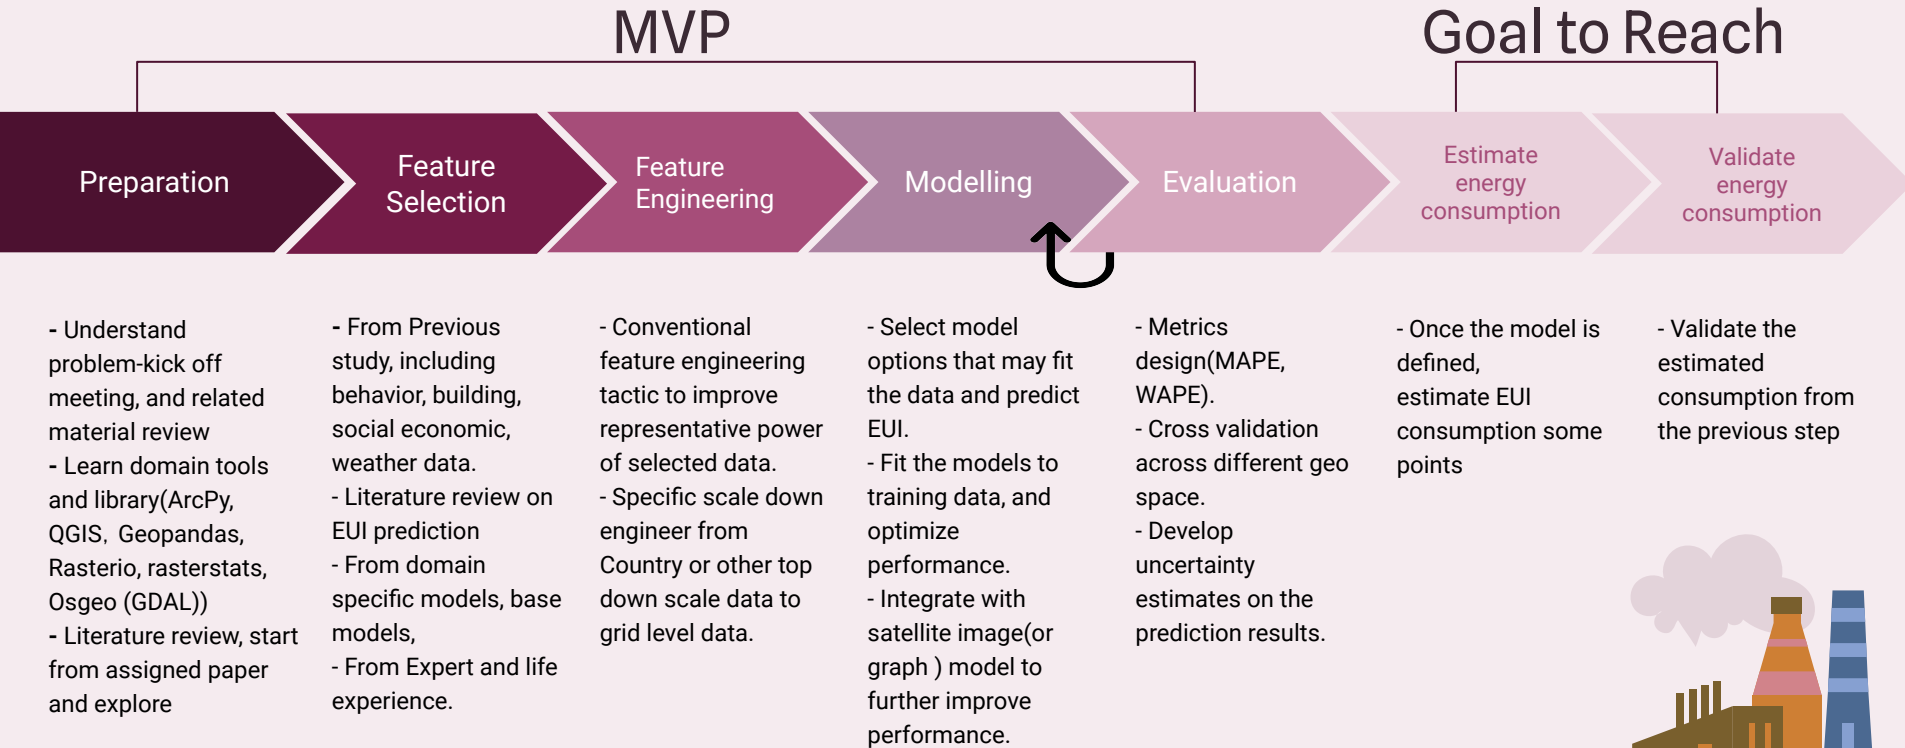 MVP
Goal to Reach
Preparation
Feature
Selection
Feature
Engineering
Modelling
Evaluation
Estimate
energy
consumption
Validate
energy
consumption
- Understand
problem-kick off
meeting, and related
material review
- Learn domain tools
and library(ArcPy,
QGIS, Geopandas,
Rasterio, rasterstats,
Osgeo (GDAL))
- Literature review, start
from assigned paper
and explore
- From Previous
study, including
behavior, building,
social economic,
weather data.
- Literature review on
EUI prediction
- From domain
specific models, base
models,
- From Expert and life
experience.
- Conventional
feature engineering
tactic to improve
representative power
of selected data.
- Specific scale down
engineer from
Country or other top
down scale data to
grid level data.
- Select model
options that may fit
the data and predict
EUI.
- Fit the models to
training data, and
optimize
performance.
- Integrate with
satellite image(or
graph ) model to
further improve
performance.
- Metrics
design(MAPE,
WAPE).
- Cross validation
across different geo
space.
- Develop
uncertainty
estimates on the
prediction results.
- Once the model is
defined,
estimate EUI
consumption some
points
- Validate the
estimated
consumption from
the previous step